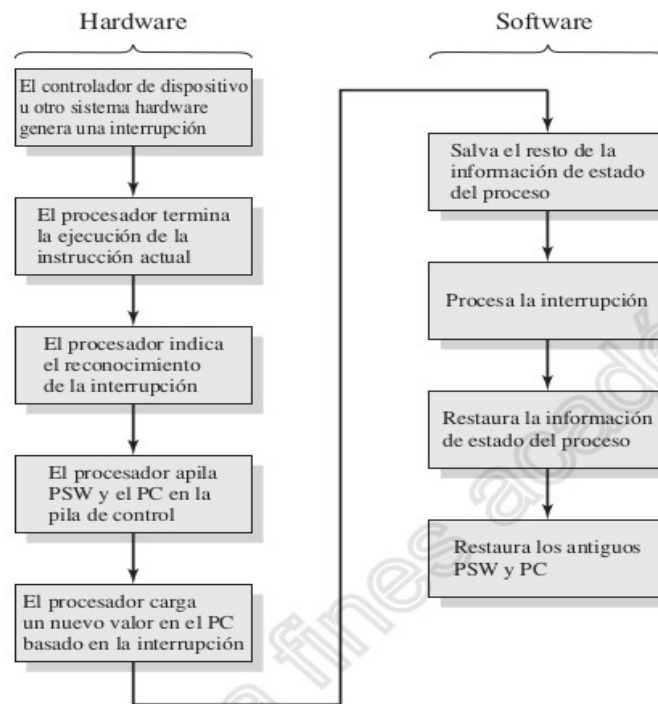 Hardware
El controlador de dispositivo
u otro sistema hardware
genera una interrupción
El procesador termina
la ejecución de la
instrucción actual
El procesador indica
el reconocimiento
de la interrupción
El procesador apila
PSW y el PC en la
pila de control
El procesador carga
un nuevo valor en el PC
basado en la interrupción
Software
Salva el resto de la
información de estado
del proceso
Procesa la interrupción
Restaura la información
de estado del proceso
Restaura los antiguos
PSW y PC
fines